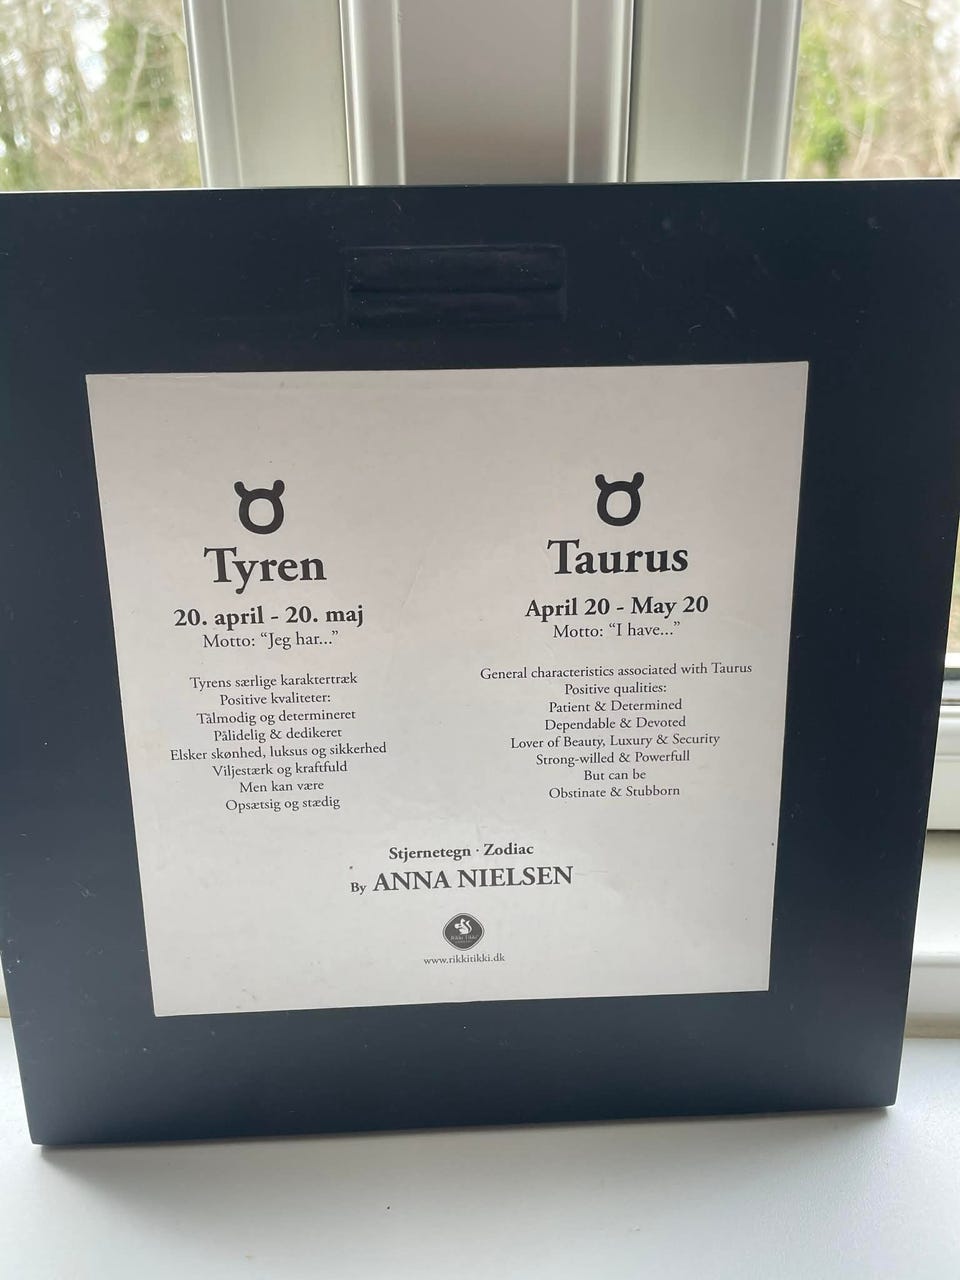 Tyren
20. april - 20. maj
Motto: “Jeg har...”
Tyrens særlige karaktertræk
Positive kvaliteter:
Tålmodig og determineret
Pålidelig & dedikeret
Elsker skønhed, luksus og sikkerhed
Viljestærk og kraftfuld
Men kan være
Opsætsig og stædig
Taurus
April 20 - May 20
Motto: “I have...”
General characteristics associated with Taurus
Positive qualities:
Patient & Determined
Dependable & Devoted
Lover of Beauty, Luxury & Security
Strong-willed & Powerfull
But can be
Obstinate & Stubborn
Stjernetegn · Zodiac
By ANNA NIELSEN
Rikki Tikki
www.rikkitikki.dk